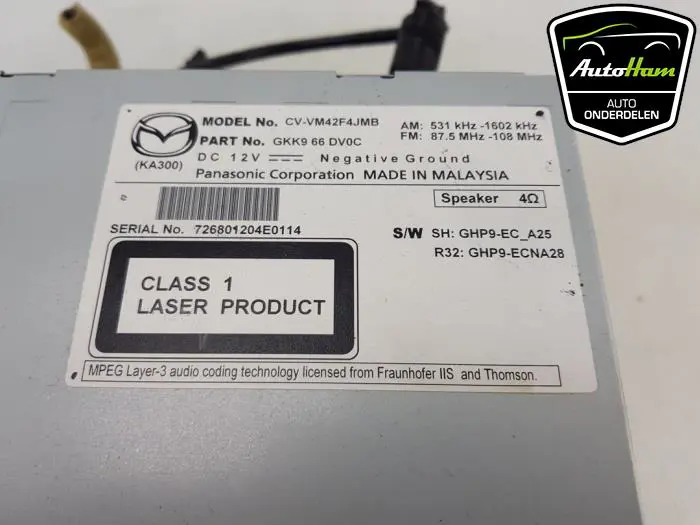 AutoHam
AUTO
ONDERDELEN
MODEL No. CV-VM42F4JMB
AM: 531 kHz -1602 kHz
PART No. GKK9 66 DV0C
FM: 87.5 MHz -108 MHz
(KA300)
DC 12V Negative Ground
Panasonic Corporation MADE IN MALAYSIA
Speaker 4Ω
SERIAL No. 726801204E0114
S/W SH: GHP9-EC_A25
R32: GHP9-ECNA28
CLASS 1
LASER PRODUCT
MPEG Layer-3 audio coding technology licensed from Fraunhofer IIS and Thomson.